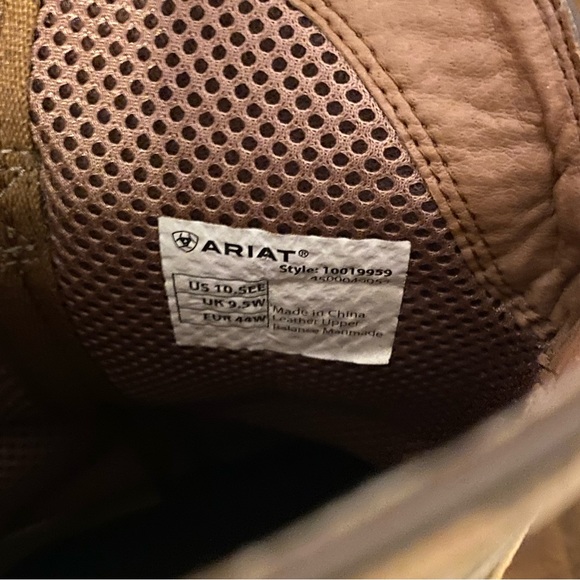 ARIAT®
Style: 10019959
US 10.5EE
UK 9.5W
EUR 44W
Made in China
Leather Upper
Balance Manmade